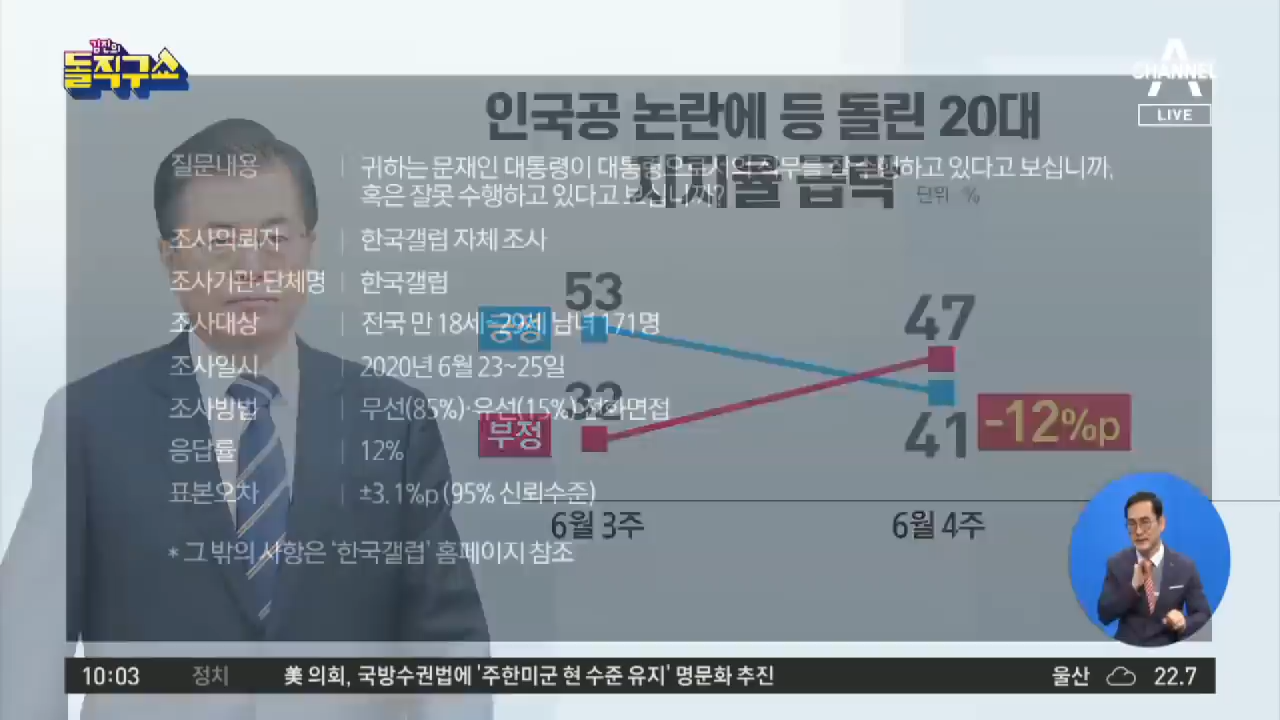 김진의
돌직구쇼
CHANNEL A
LIVE
인국공 논란에 등 돌린 20대
지지율 급락
단위 %
질문내용 귀하는 문재인 대통령이 대통령으로서의 직무를 잘 수행하고 있다고 보십니까,
혹은 잘못 수행하고 있다고 보십니까?
조사의뢰자 한국갤럽 자체 조사
조사기관·단체명 한국갤럽
조사대상 전국 만 18세~29세 남녀 171명
조사일시 2020년 6월 23~25일
조사방법 무선(85%)·유선(15%) 전화면접
응답률 12%
표본오차 ±3.1%p (95% 신뢰수준)
* 그 밖의 사항은 '한국갤럽' 홈페이지 참조
53
47
긍정
32
부정
41
-12%p
6월 3주
6월 4주
10:03 정치 美 의회, 국방수권법에 '주한미군 현 수준 유지' 명문화 추진 울산 22.7